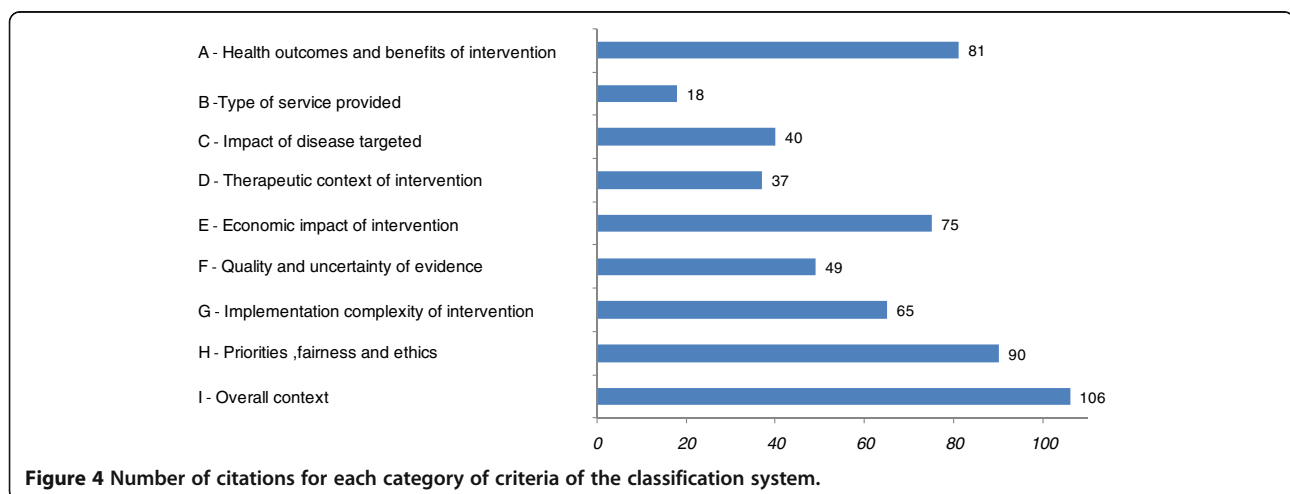 A - Health outcomes and benefits of intervention 81
B -Type of service provided 18
C - Impact of disease targeted 40
D - Therapeutic context of intervention 37
E - Economic impact of intervention 75
F - Quality and uncertainty of evidence 49
G - Implementation complexity of intervention 65
H - Priorities ,fairness and ethics 90
I - Overall context 106
0 20 40 60 80 100
Figure 4 Number of citations for each category of criteria of the classification system.